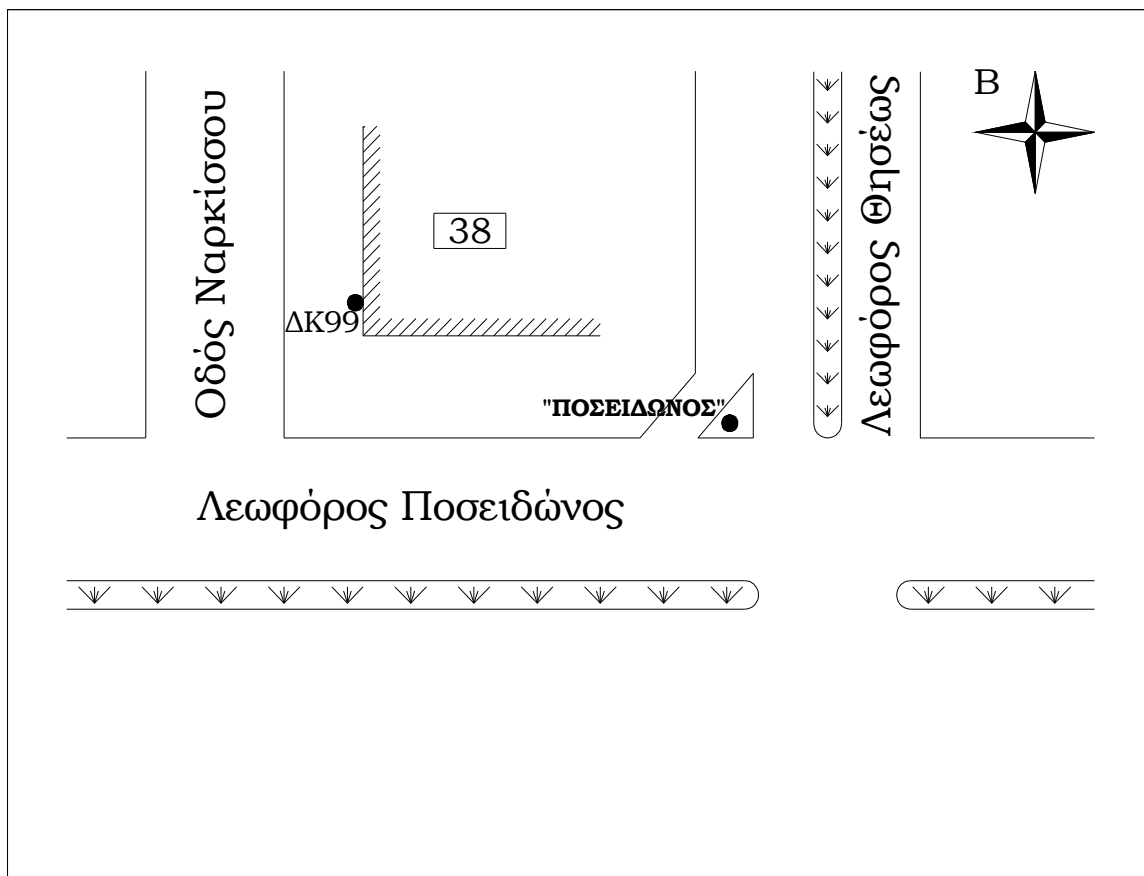 Οδός Ναρκίσσου
Λεωφόρος Θησέως
Β
38
ΔΚ99
"ΠΟΣΕΙΔΩΝΟΣ"
Λεωφόρος Ποσειδώνος